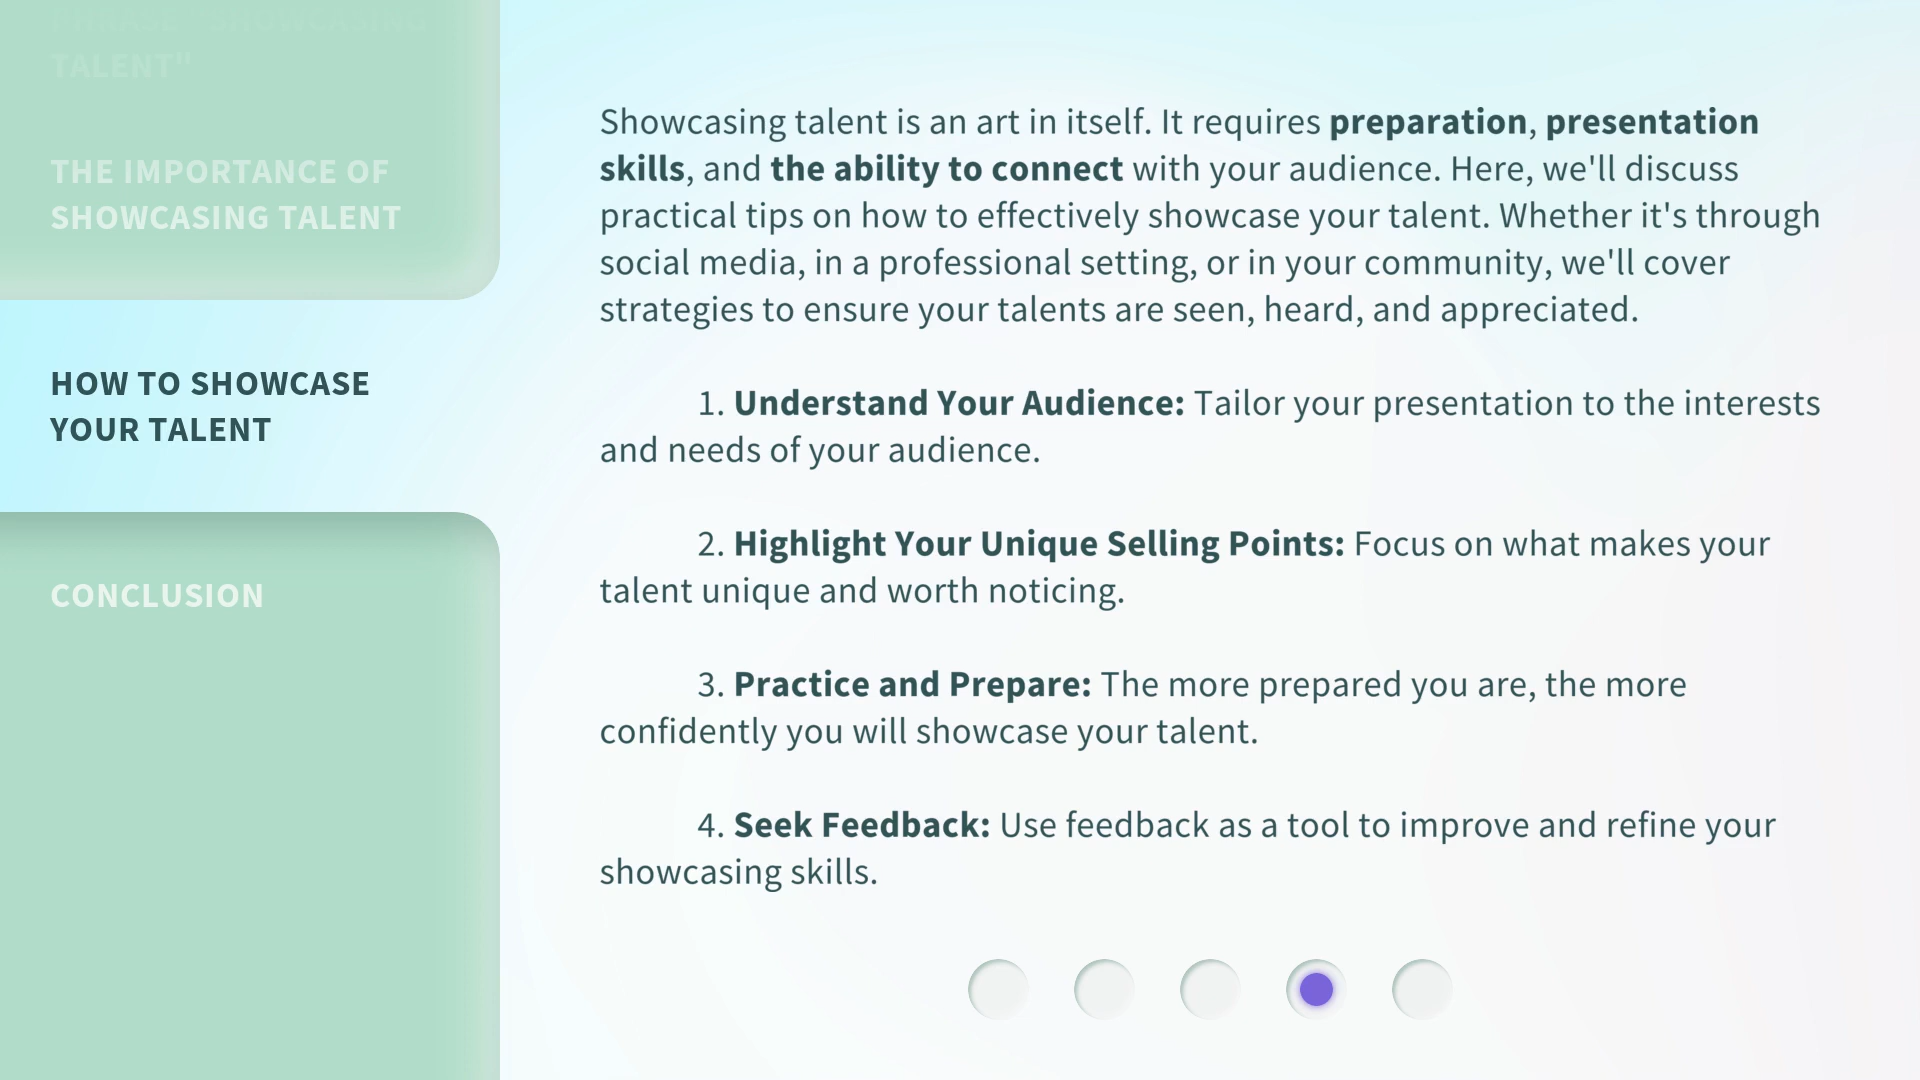 PHRASE "SHOWCASING
TALENT"
THE IMPORTANCE OF
SHOWCASING TALENT
HOW TO SHOWCASE
YOUR TALENT
CONCLUSION
Showcasing talent is an art in itself. It requires preparation, presentation
skills, and the ability to connect with your audience. Here, we'll discuss
practical tips on how to effectively showcase your talent. Whether it's through
social media, in a professional setting, or in your community, we'll cover
strategies to ensure your talents are seen, heard, and appreciated.
1. Understand Your Audience: Tailor your presentation to the interests
and needs of your audience.
2. Highlight Your Unique Selling Points: Focus on what makes your
talent unique and worth noticing.
3. Practice and Prepare: The more prepared you are, the more
confidently you will showcase your talent.
4. Seek Feedback: Use feedback as a tool to improve and refine your
showcasing skills.